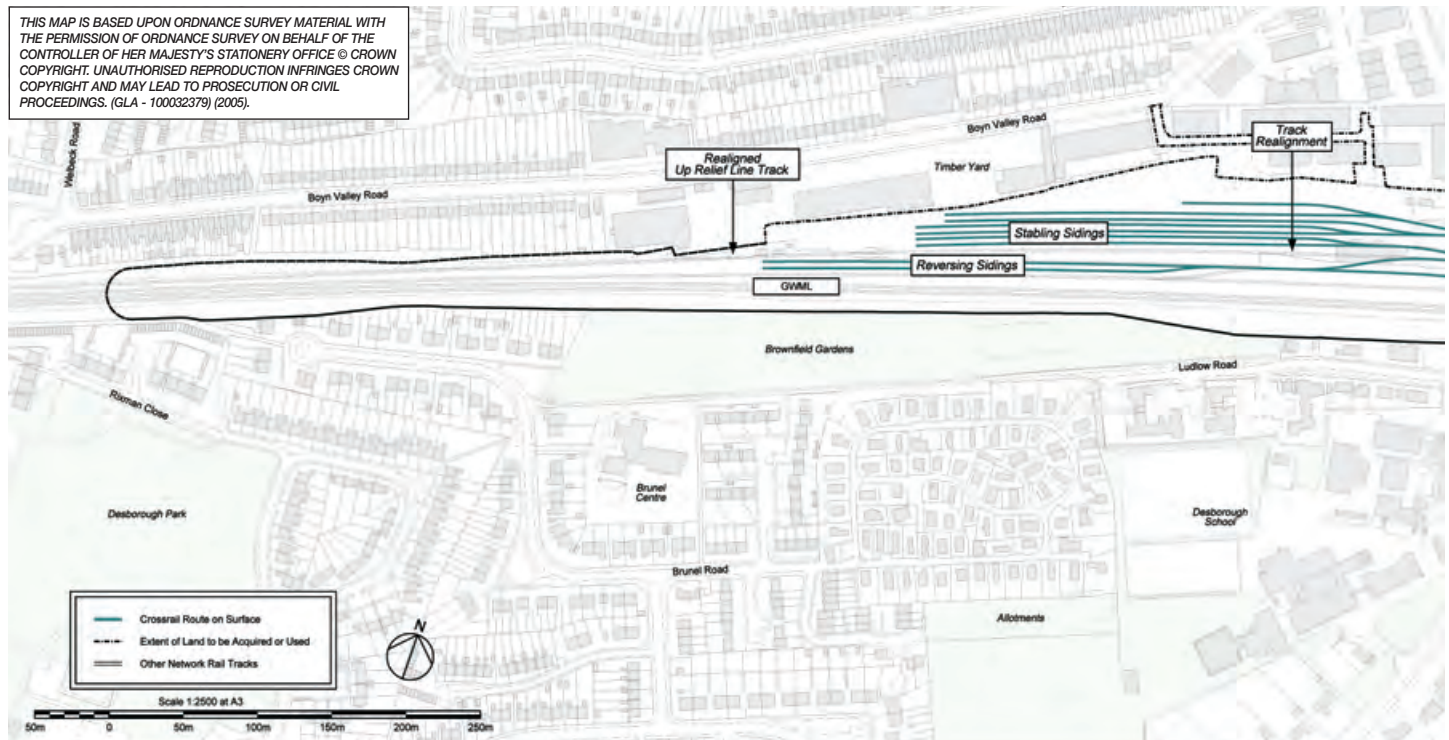 THIS MAP IS BASED UPON ORDNANCE SURVEY MATERIAL WITH
THE PERMISSION OF ORDNANCE SURVEY ON BEHALF OF THE
CONTROLLER OF HER MAJESTY'S STATIONERY OFFICE © CROWN
COPYRIGHT. UNAUTHORISED REPRODUCTION INFRINGES CROWN
COPYRIGHT AND MAY LEAD TO PROSECUTION OR CIVIL
PROCEEDINGS. (GLA - 100032379) (2005).
Welbeck Road
Boyn Valley Road
Realigned
Up Relief Line Track
Boyn Valley Road
Timber Yard
Track
Realignment
Stabling Sidings
Reversing Sidings
GWML
Brownfield Gardens
Ludlow Road
Rixman Close
Desborough Park
Brunel
Centre
Brunel Road
Desborough
School
Allotments
Crossrail Route on Surface
Extent of Land to be Acquired or Used
Other Network Rail Tracks
N
Scale 1:2500 at A3
50m 0 50m 100m 150m 200m 250m